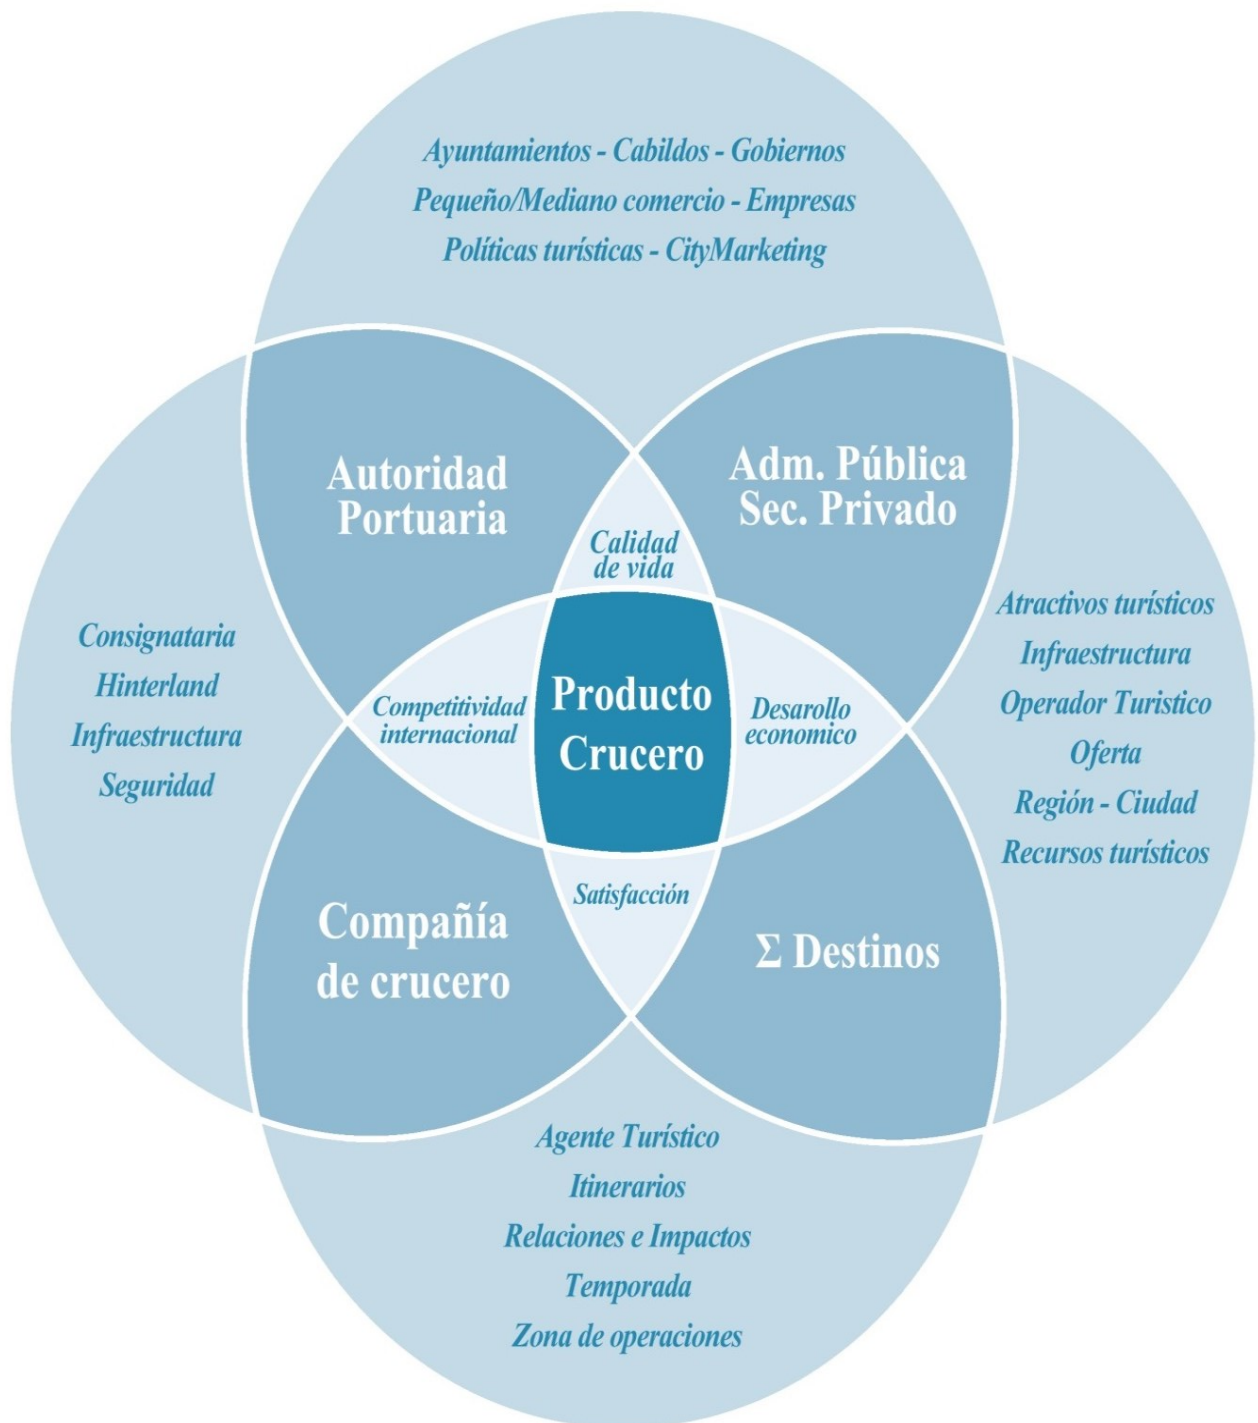 Ayuntamientos - Cabildos - Gobiernos
Pequeño/Mediano comercio - Empresas
Políticas turísticas - CityMarketing
Autoridad
Portuaria
Adm. Pública
Sec. Privado
Calidad
de vida
Consignataria
Hinterland
Infraestructura
Seguridad
Competitividad
internacional
Producto
Crucero
Desarollo
economico
Atractivos turísticos
Infraestructura
Operador Turistico
Oferta
Región - Ciudad
Recursos turísticos
Satisfacción
Compañía
de crucero
Σ Destinos
Agente Turístico
Itinerarios
Relaciones e Impactos
Temporada
Zona de operaciones